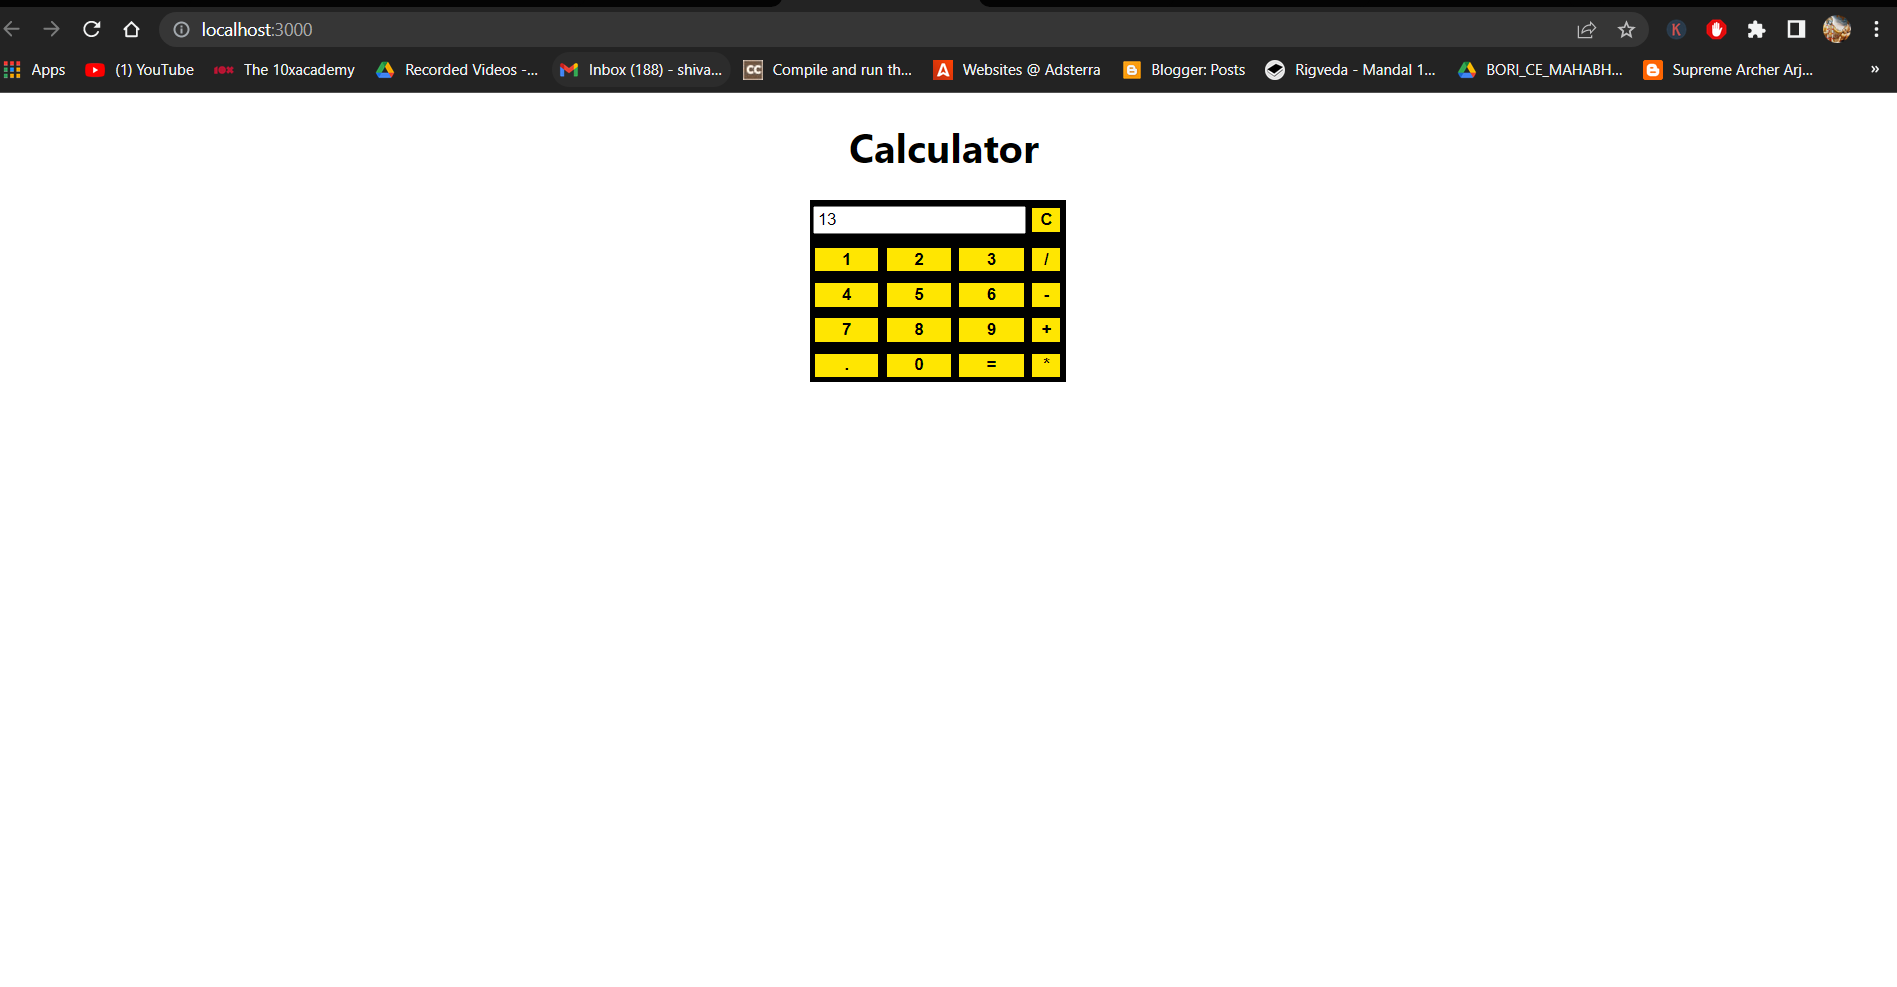 localhost:3000
K
Apps (1) YouTube 10X The 10xacademy Recorded Videos -... Inbox (188) - shiva... CC Compile and run th... A Websites @ Adsterra Blogger: Posts Rigveda - Mandal 1... BORI_CE_MAHABH... Supreme Archer Arj... »
Calculator
13 C
1 2 3 /
4 5 6 -
7 8 9 +
. 0 = *